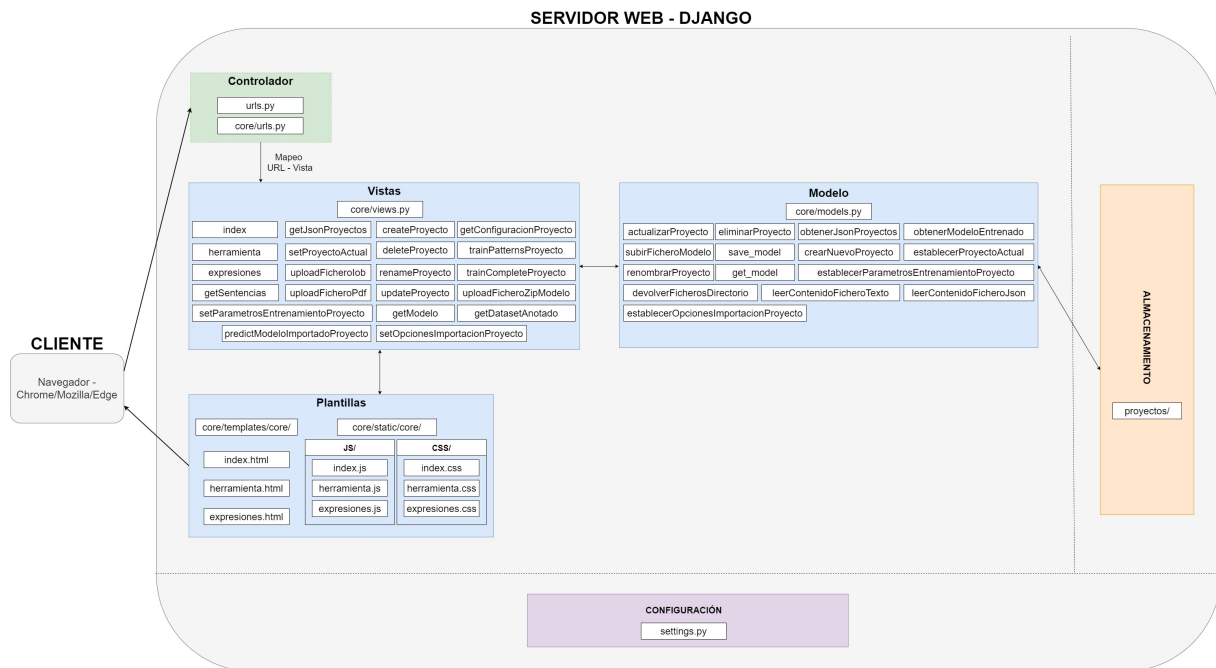 SERVIDOR WEB - DJANGO
Controlador
urls.py
core/urls.py
Mapeo
URL - Vista
Vistas
core/views.py
index
getJsonProyectos
createProyecto
getConfiguracionProyecto
herramienta
setProyectoActual
deleteProyecto
trainPatternsProyecto
expresiones
uploadFicheroIob
renameProyecto
trainCompleteProyecto
getSentencias
uploadFicheroPdf
updateProyecto
uploadFicheroZipModelo
setParametrosEntrenamientoProyecto
getModelo
getDatasetAnotado
predictModeloImportadoProyecto
setOpcionesImportacionProyecto
Modelo
core/models.py
actualizarProyecto
eliminarProyecto
obtenerJsonProyectos
obtenerModeloEntrenado
subirFicheroModelo
save_model
crearNuevoProyecto
establecerProyectoActual
renombrarProyecto
get_model
establecerParametrosEntrenamientoProyecto
devolverFicherosDirectorio
leerContenidoFicheroTexto
leerContenidoFicheroJson
establecerOpcionesImportacionProyecto
ALMACENAMIENTO
proyectos/
CLIENTE
Navegador -
Chrome/Mozilla/Edge
Plantillas
core/templates/core/
core/static/core/
index.html
herramienta.html
expresiones.html
JS/
index.js
herramienta.js
expresiones.js
CSS/
index.css
herramienta.css
expresiones.css
CONFIGURACIÓN
settings.py